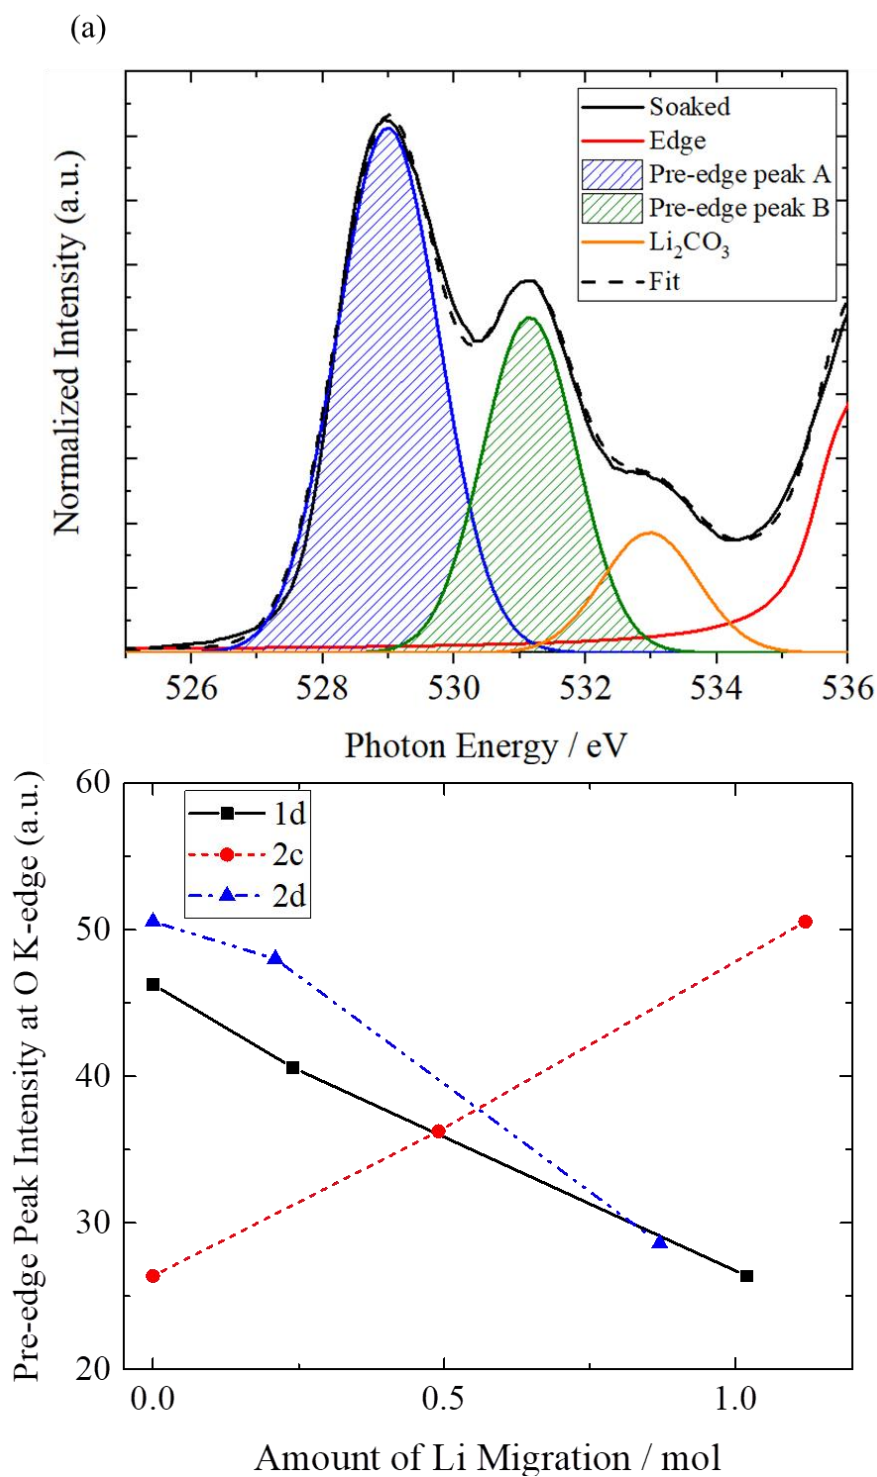 (a)
Normalized Intensity (a.u.)
Soaked
Edge
Pre-edge peak A
Pre-edge peak B
Li₂CO₃
Fit
526 528 530 532 534 536
Photon Energy / eV
Pre-edge Peak Intensity at O K-edge (a.u.)
60
1d
2c
2d
50
40
30
20
0.0 0.5 1.0
Amount of Li Migration / mol